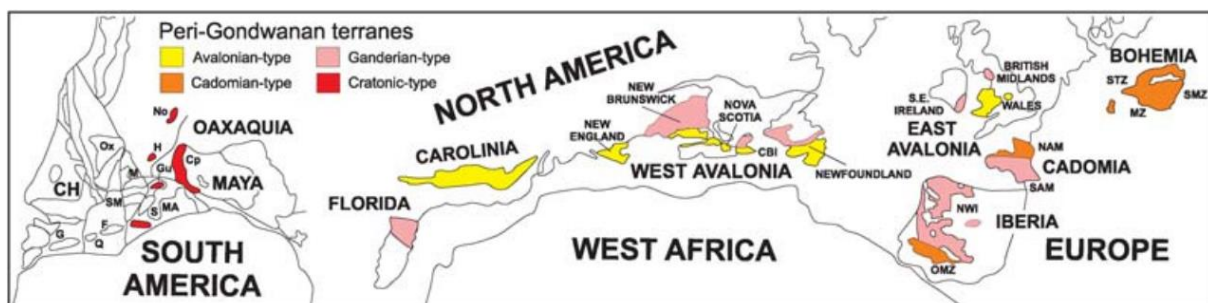 Peri-Gondwanan terranes
Avalonian-type
Ganderian-type
Cadomian-type
Cratonic-type
NORTH AMERICA
No
OAXAQUIA
Ox
H
Cp
M
Gu
MAYA
CH
SM
S
MA
G
F
Q
SOUTH
AMERICA
CAROLINIA
FLORIDA
NEW
ENGLAND
NEW
BRUNSWICK
NOVA
SCOTIA
CBI
WEST AVALONIA
NEWFOUNDLAND
WEST AFRICA
BRITISH
MIDLANDS
S.E.
IRELAND
WALES
EAST
AVALONIA
NAM
CADOMIA
SAM
NWI
IBERIA
OMZ
EUROPE
BOHEMIA
STZ
SMZ
MZ